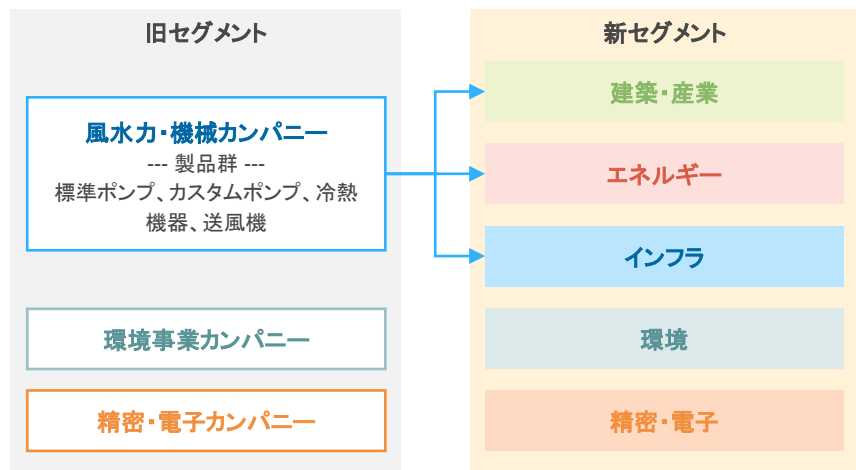 旧セグメント
風水力・機械カンパニー
--- 製品群 ---
標準ポンプ、カスタムポンプ、冷熱
機器、送風機
環境事業カンパニー
精密・電子カンパニー
新セグメント
建築・産業
エネルギー
インフラ
環境
精密・電子